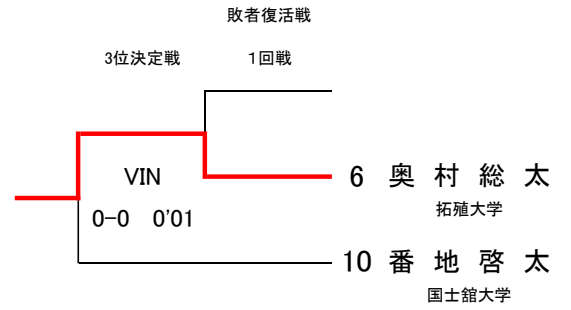 敗者復活戦
3位決定戦 1回戦
VIN
0-0 0'01
6 奥村総太
拓殖大学
10 番地啓太
国士舘大学